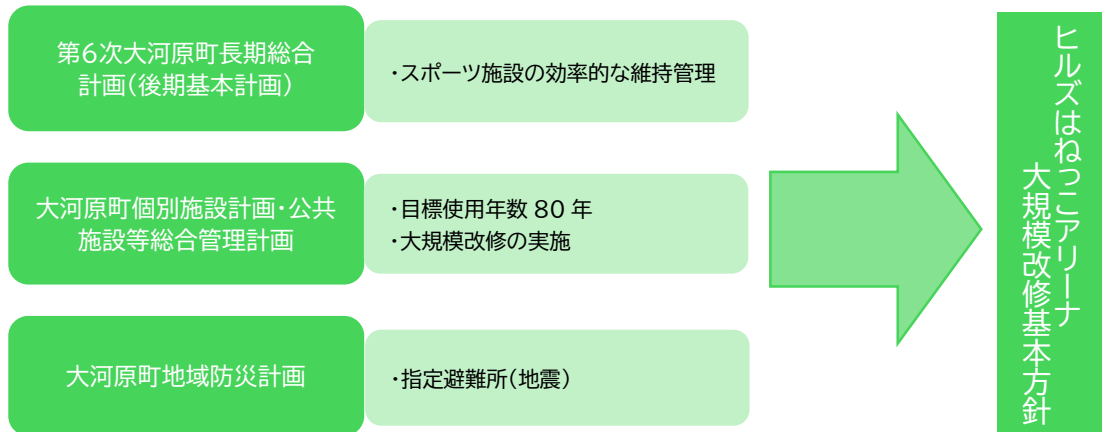 第6次大河原町長期総合
計画(後期基本計画)
・スポーツ施設の効率的な維持管理
大河原町個別施設計画・公共
施設等総合管理計画
・目標使用年数 80 年
・大規模改修の実施
大河原町地域防災計画
・指定避難所(地震)
ヒルズはねっこアリーナ
大規模改修基本方針